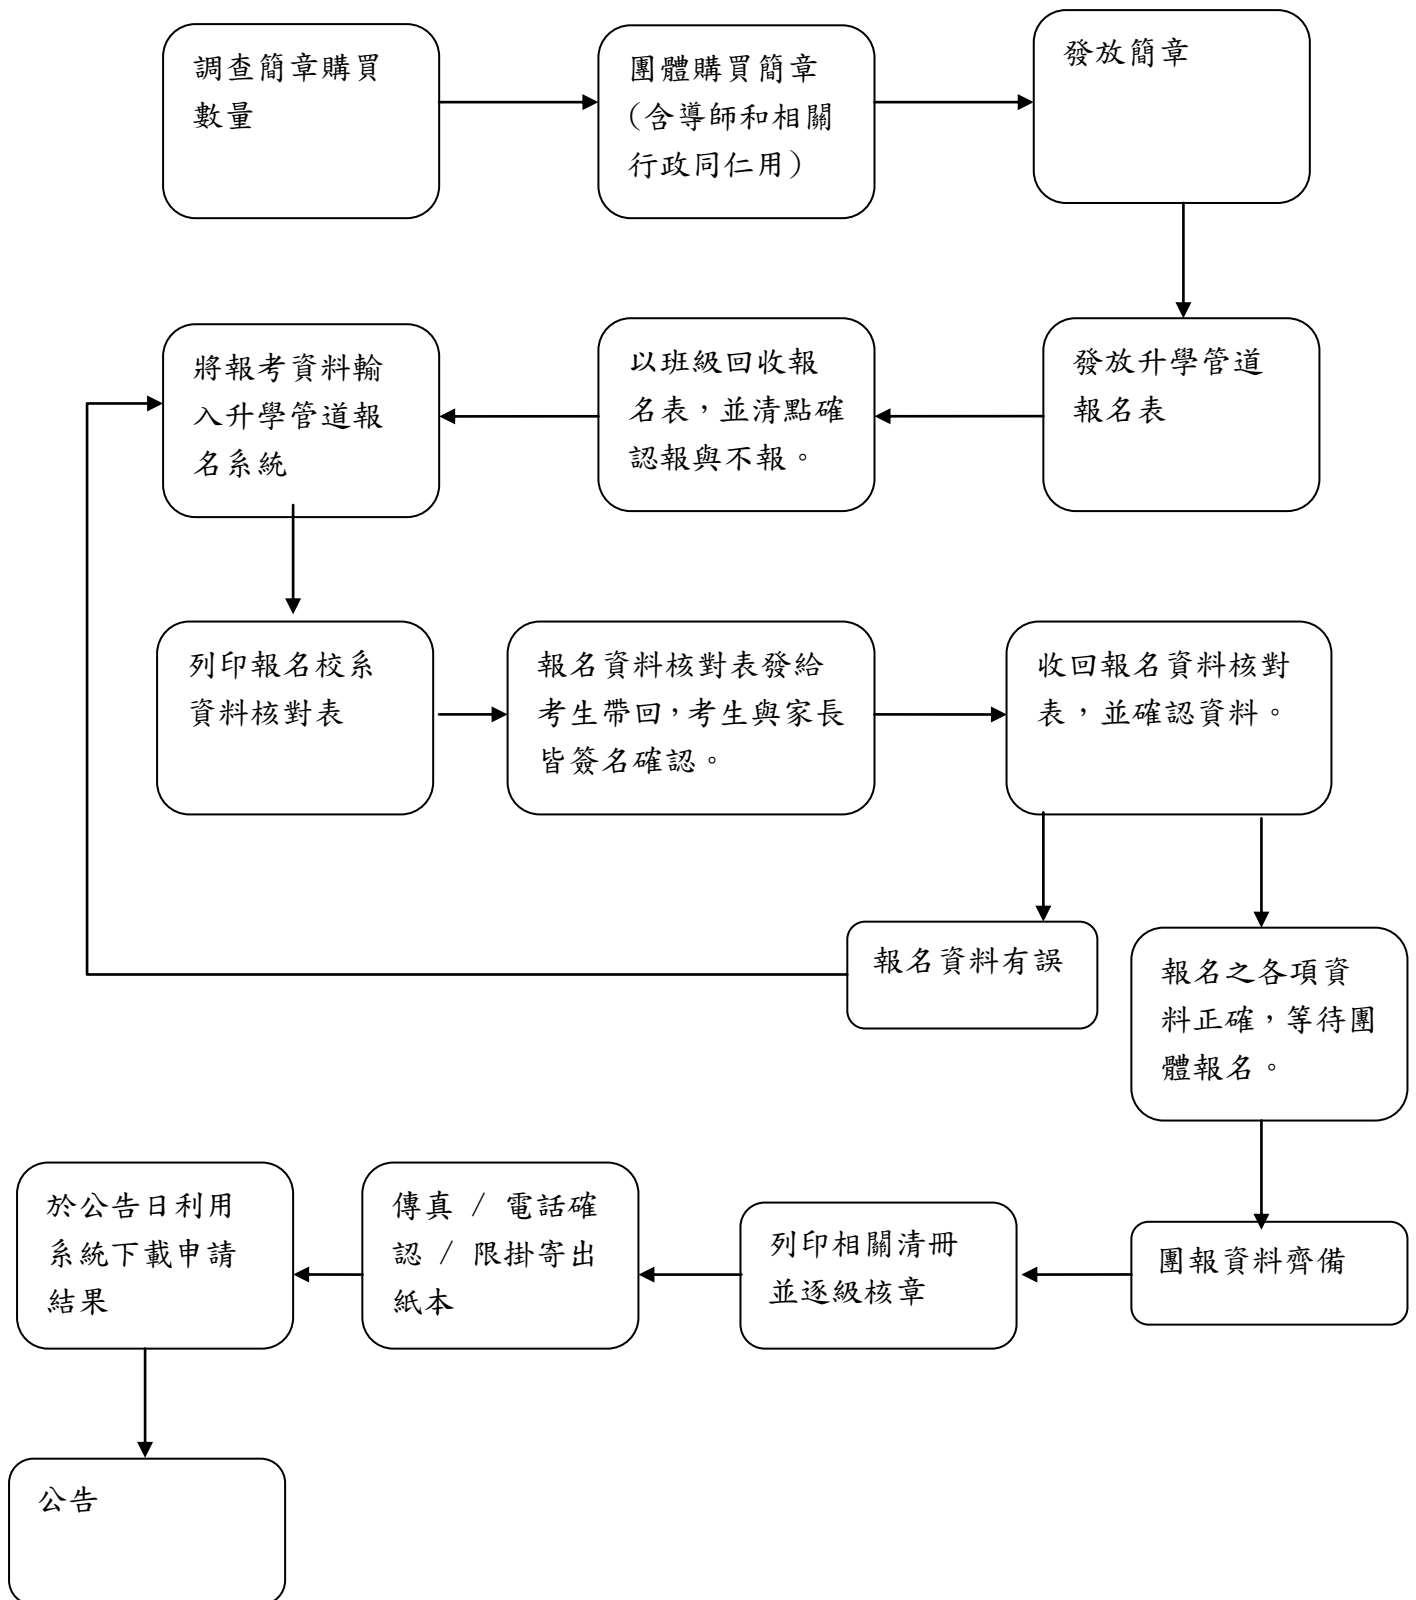 調查簡章購買
數量
團體購買簡章
(含導師和相關
行政同仁用)
發放簡章
將報考資料輸
入升學管道報
名系統
以班級回收報
名表，並清點確
認報與不報。
發放升學管道
報名表
列印報名校系
資料核對表
報名資料核對表發給
考生帶回，考生與家長
皆簽名確認。
收回報名資料核對
表，並確認資料。
報名資料有誤
報名之各項資
料正確，等待團
體報名。
於公告日利用
系統下載申請
結果
傳真 / 電話確
認 / 限掛寄出
紙本
列印相關清冊
並逐級核章
團報資料齊備
公告